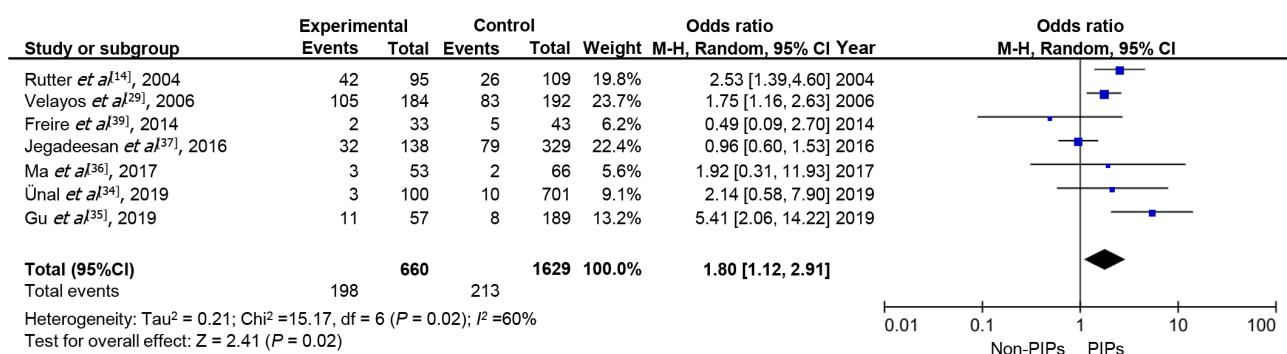 Experimental Control Odds ratio Odds ratio
Study or subgroup Events Total Events Total Weight M-H, Random, 95% CI Year M-H, Random, 95% CI
Rutter et al[14], 2004 42 95 26 109 19.8% 2.53 [1.39,4.60] 2004
Velayos et al[29], 2006 105 184 83 192 23.7% 1.75 [1.16, 2.63] 2006
Freire et al[39], 2014 2 33 5 43 6.2% 0.49 [0.09, 2.70] 2014
Jegadeesan et al[37], 2016 32 138 79 329 22.4% 0.96 [0.60, 1.53] 2016
Ma et al[36], 2017 3 53 2 66 5.6% 1.92 [0.31, 11.93] 2017
Ünal et al[34], 2019 3 100 10 701 9.1% 2.14 [0.58, 7.90] 2019
Gu et al[35], 2019 11 57 8 189 13.2% 5.41 [2.06, 14.22] 2019
Total (95%CI) 660 1629 100.0% 1.80 [1.12, 2.91]
Total events 198 213
Heterogeneity: Tau² = 0.21; Chi² =15.17, df = 6 (P = 0.02); I² =60%
Test for overall effect: Z = 2.41 (P = 0.02)
0.01 0.1 1 10 100
Non-PIPs PIPs